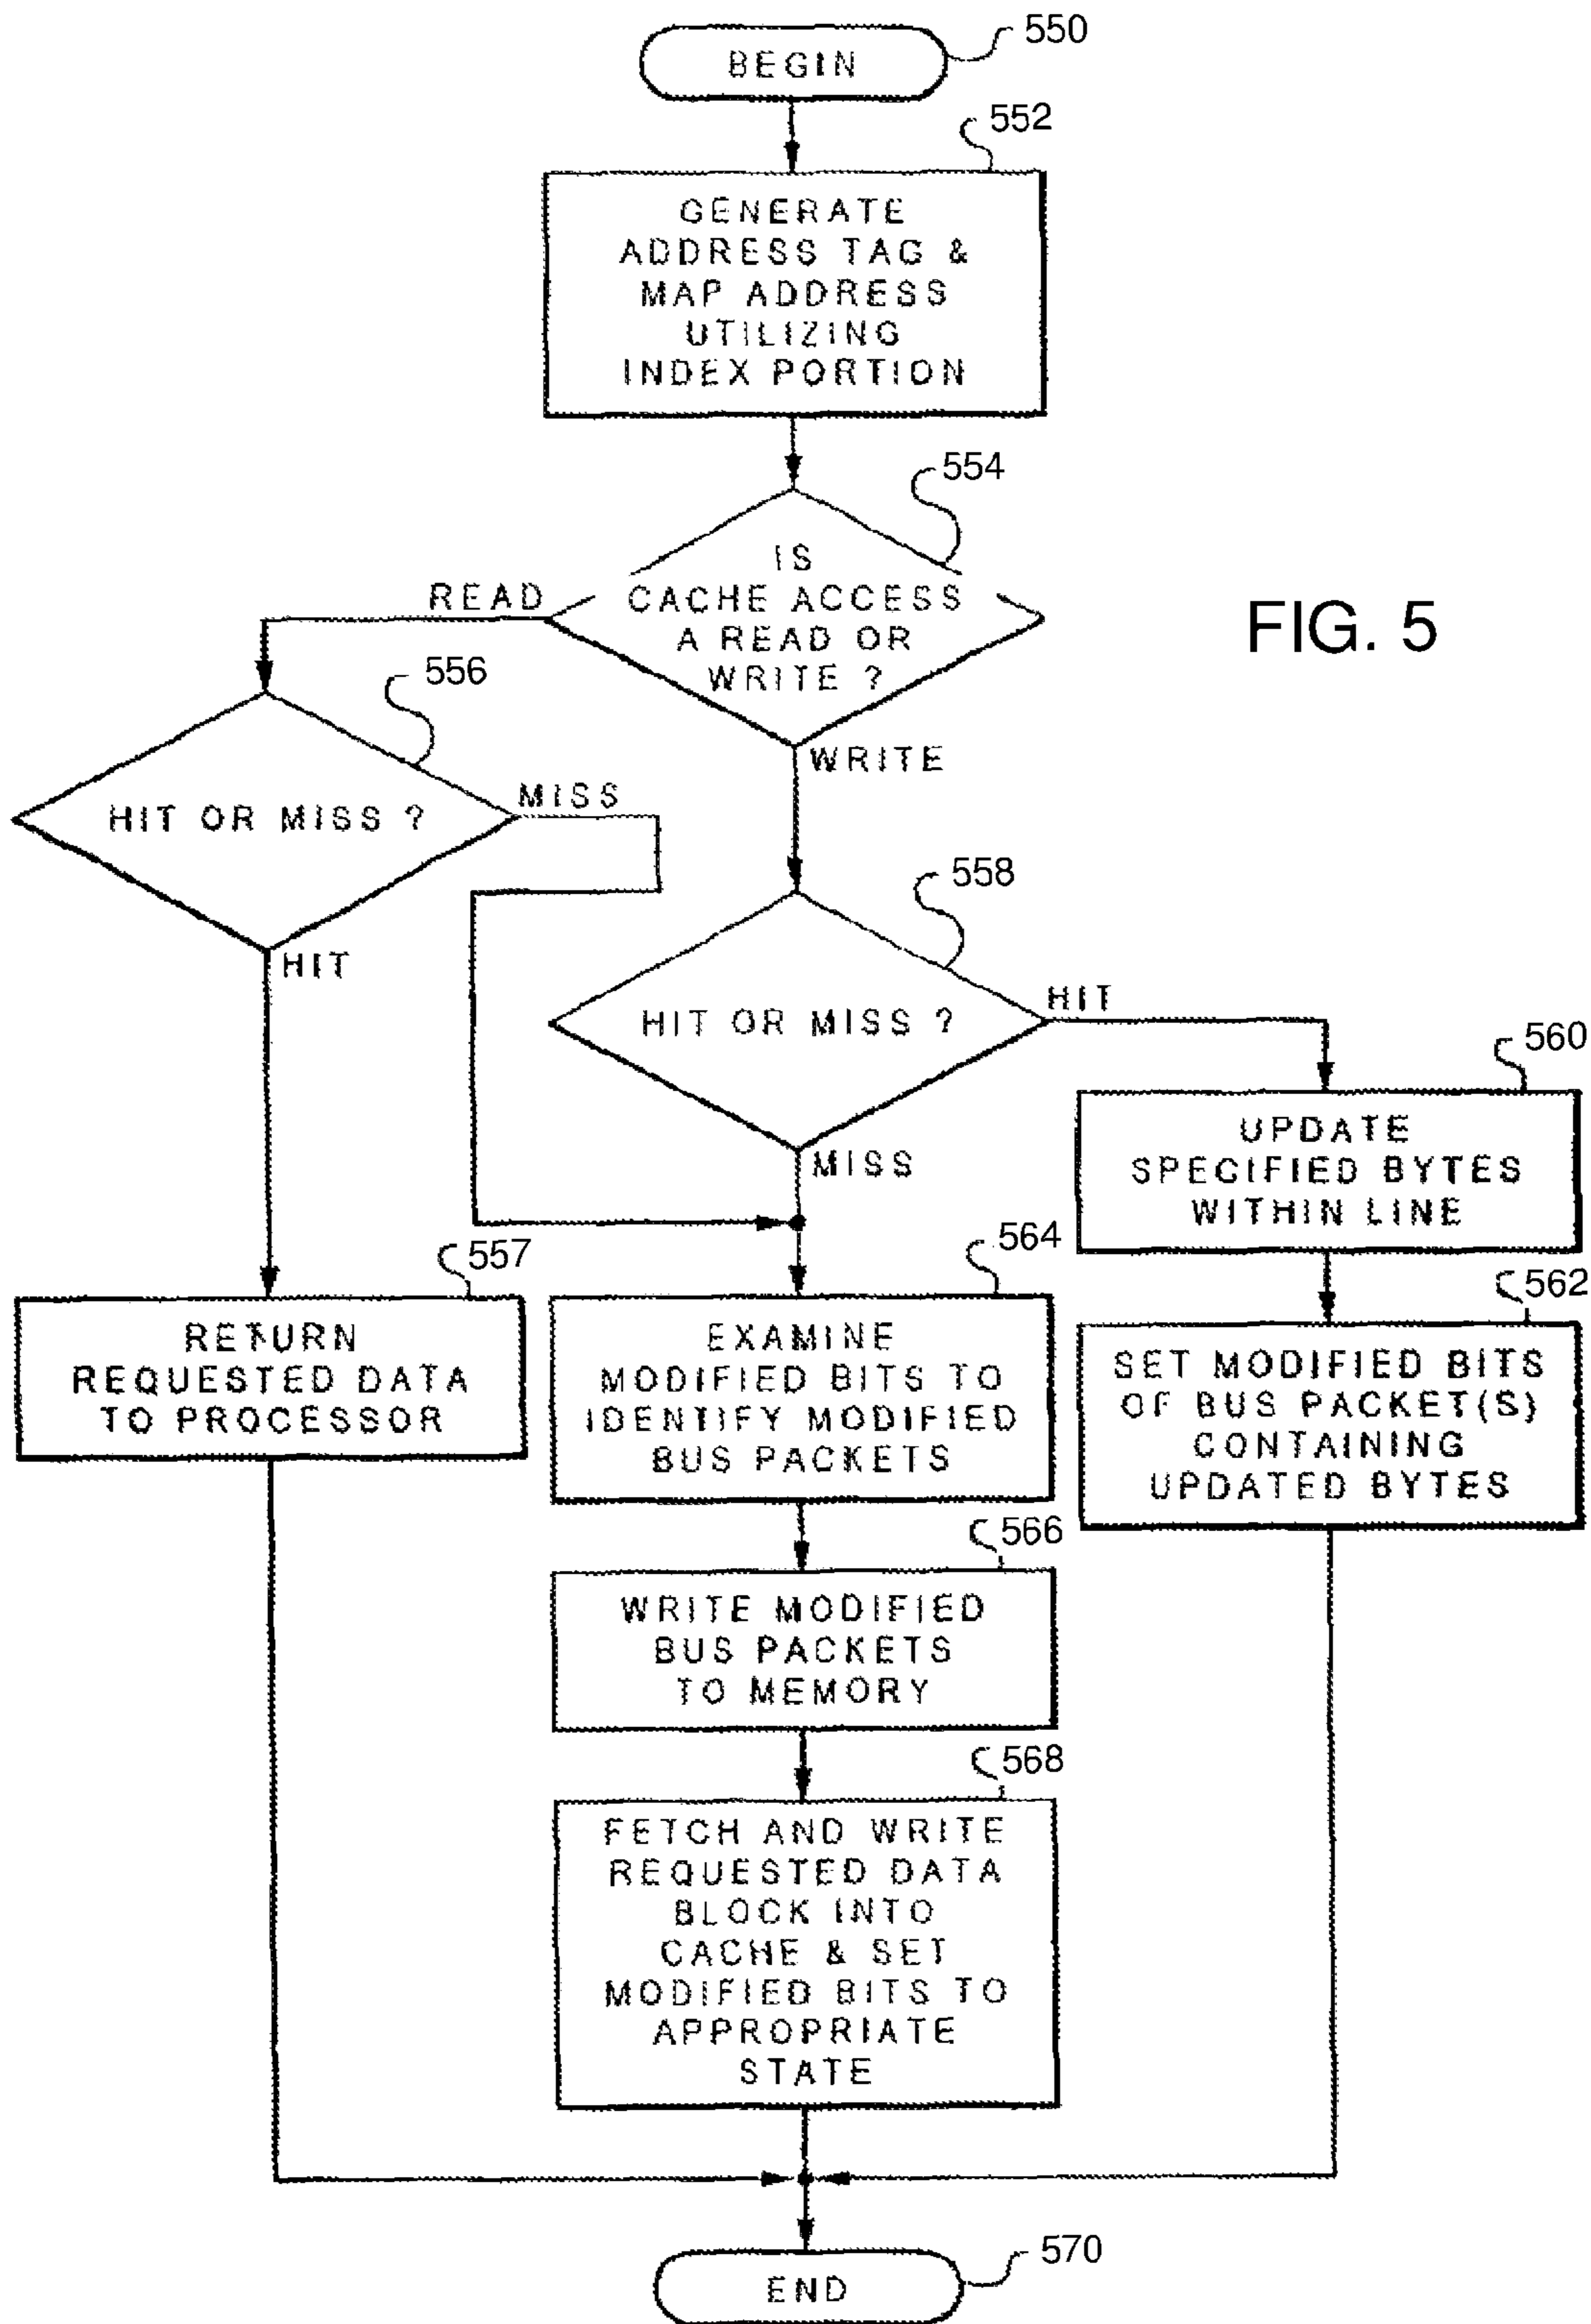 550
BEGIN
552
GENERATE
ADDRESS TAG &
MAP ADDRESS
UTILIZING
INDEX PORTION
554
IS
CACHE ACCESS
A READ OR
WRITE ?
READ
WRITE
FIG. 5
556
HIT OR MISS ?
MISS
HIT
558
HIT OR MISS ?
HIT
MISS
560
UPDATE
SPECIFIED BYTES
WITHIN LINE
557
RETURN
REQUESTED DATA
TO PROCESSOR
564
EXAMINE
MODIFIED BITS TO
IDENTIFY MODIFIED
BUS PACKETS
562
SET MODIFIED BITS
OF BUS PACKET(S)
CONTAINING
UPDATED BYTES
566
WRITE MODIFIED
BUS PACKETS
TO MEMORY
568
FETCH AND WRITE
REQUESTED DATA
BLOCK INTO
CACHE & SET
MODIFIED BITS TO
APPROPRIATE
STATE
570
END